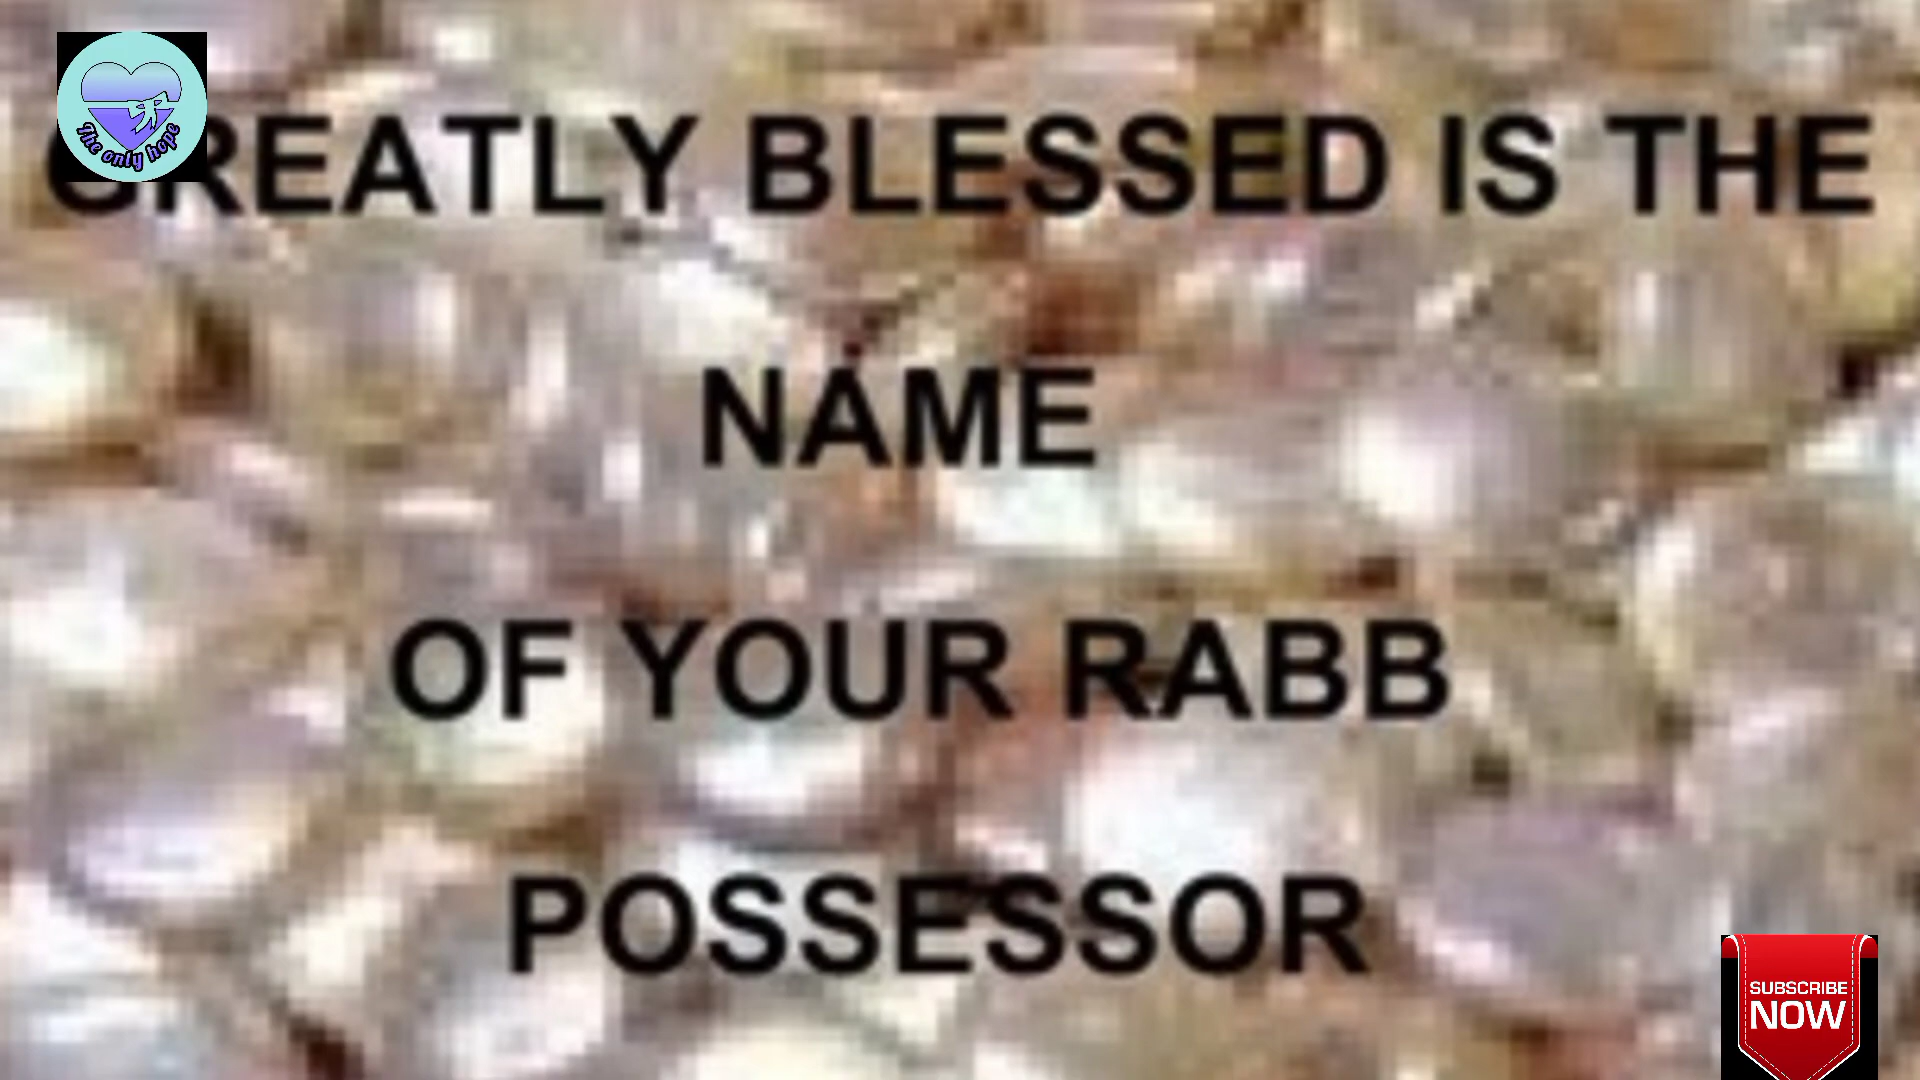 The only hope
GREATLY BLESSED IS THE
NAME
OF YOUR RABB
POSSESSOR
SUBSCRIBE
NOW